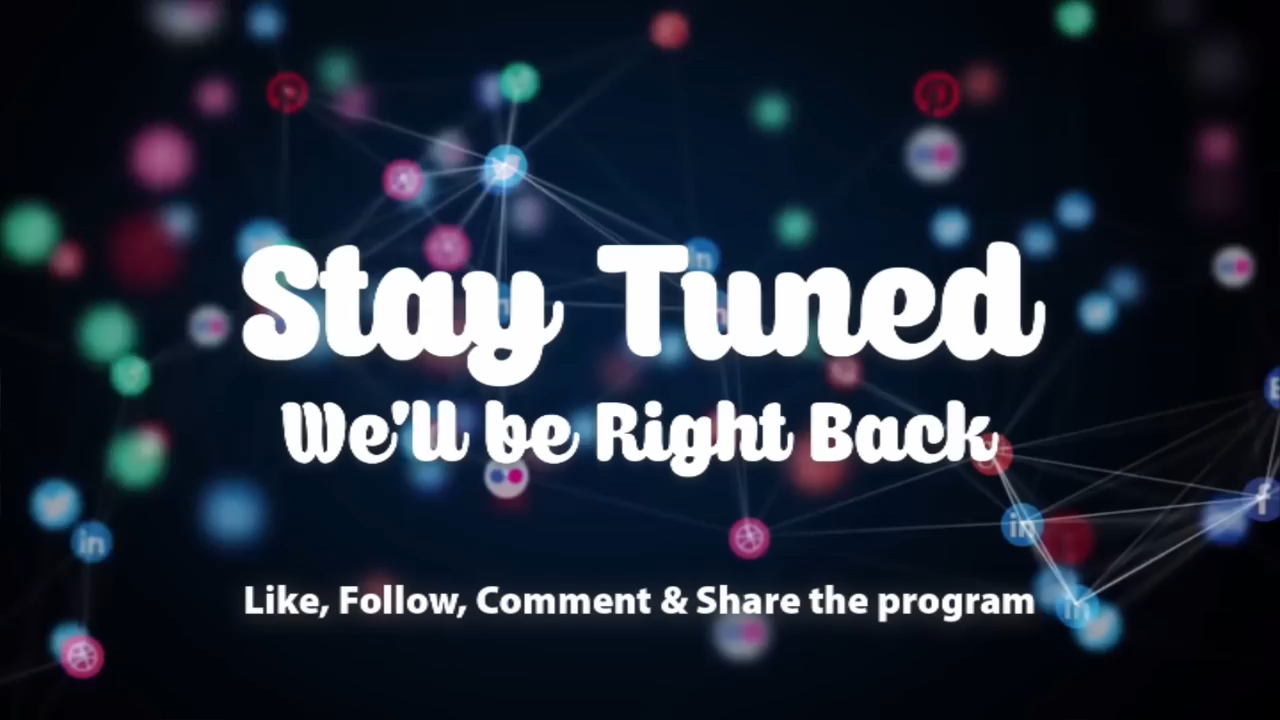 Stay Tuned
We'll be Right Back
Like, Follow, Comment & Share the program